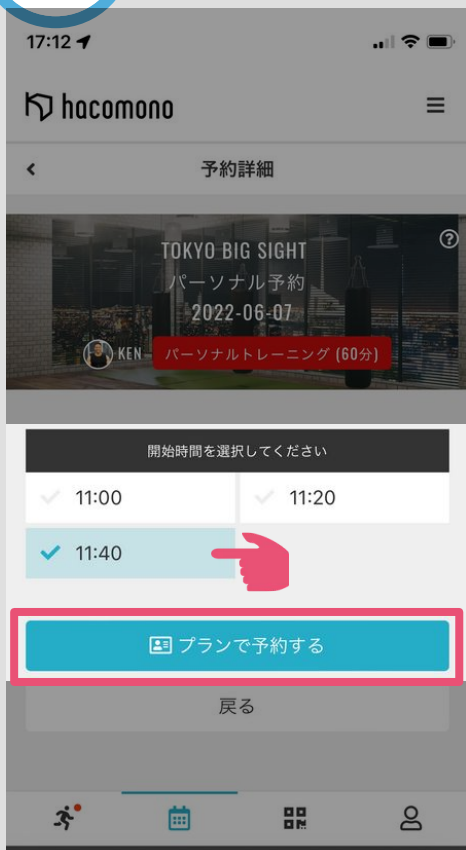 17:12
hacomono
予約詳細
TOKYO BIG SIGHT
パーソナル予約
2022-06-07
KEN パーソナルトレーニング (60分)
開始時間を選択してください
11:00 11:20
11:40
プランで予約する
戻る